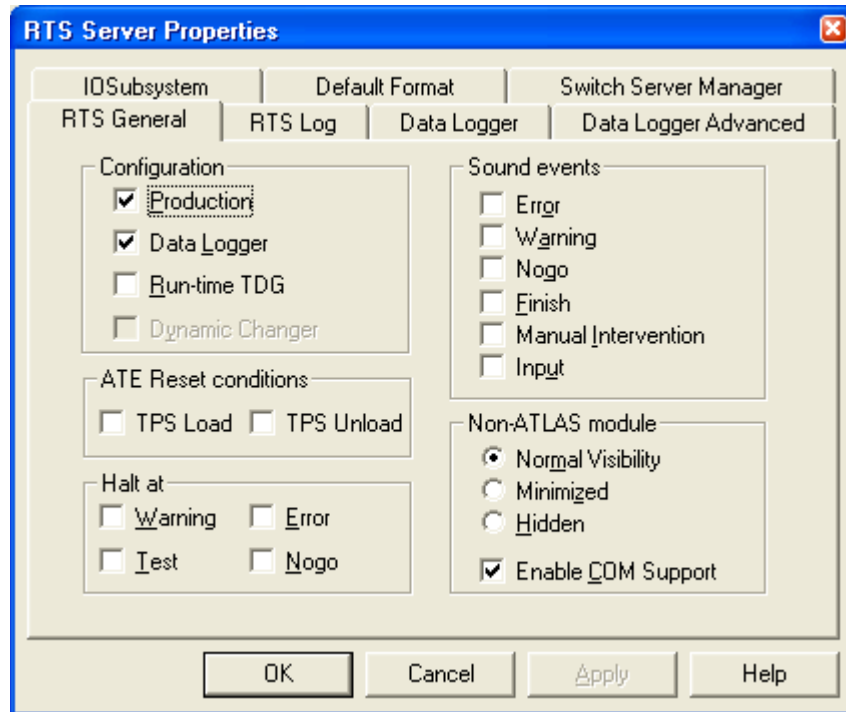 RTS Server Properties
IOSubsystem Default Format Switch Server Manager
RTS General RTS Log Data Logger Data Logger Advanced
Configuration
Production
Data Logger
Run-time TDG
Dynamic Changer
ATE Reset conditions
TPS Load TPS Unload
Halt at
Warning Error
Test Nogo
Sound events
Error
Warning
Nogo
Finish
Manual Intervention
Input
Non-ATLAS module
Normal Visibility
Minimized
Hidden
Enable COM Support
OK Cancel Apply Help